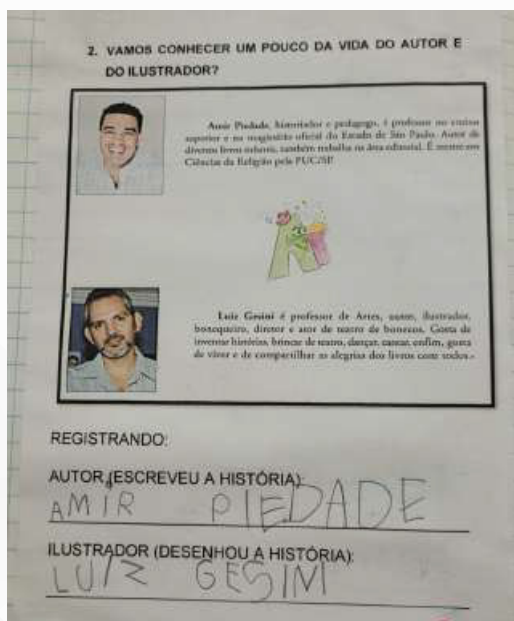 2. VAMOS CONHECER UM POUCO DA VIDA DO AUTOR E
DO ILUSTRADOR?
Amir Piedade, historiador e pedagogo, é professor no ensino
superior e no magistério oficial do Estado de São Paulo. Autor de
diversos livros infantis, também trabalha na área editorial. É mestre em
Ciências da Religião pela PUC/SP.
Luiz Gesini é professor de Artes, ator, ilustrador,
bonequeiro, diretor e ator de teatro de bonecos. Gosta de
inventar histórias, brincar de teatro, dançar, cantar, enfim, gosta
de viver e de compartilhar as alegrias dos livros com todos.
REGISTRANDO:
AUTOR (ESCREVEU A HISTÓRIA):
AMIR PIEDADE
ILUSTRADOR (DESENHOU A HISTÓRIA):
LUIZ GESIMI